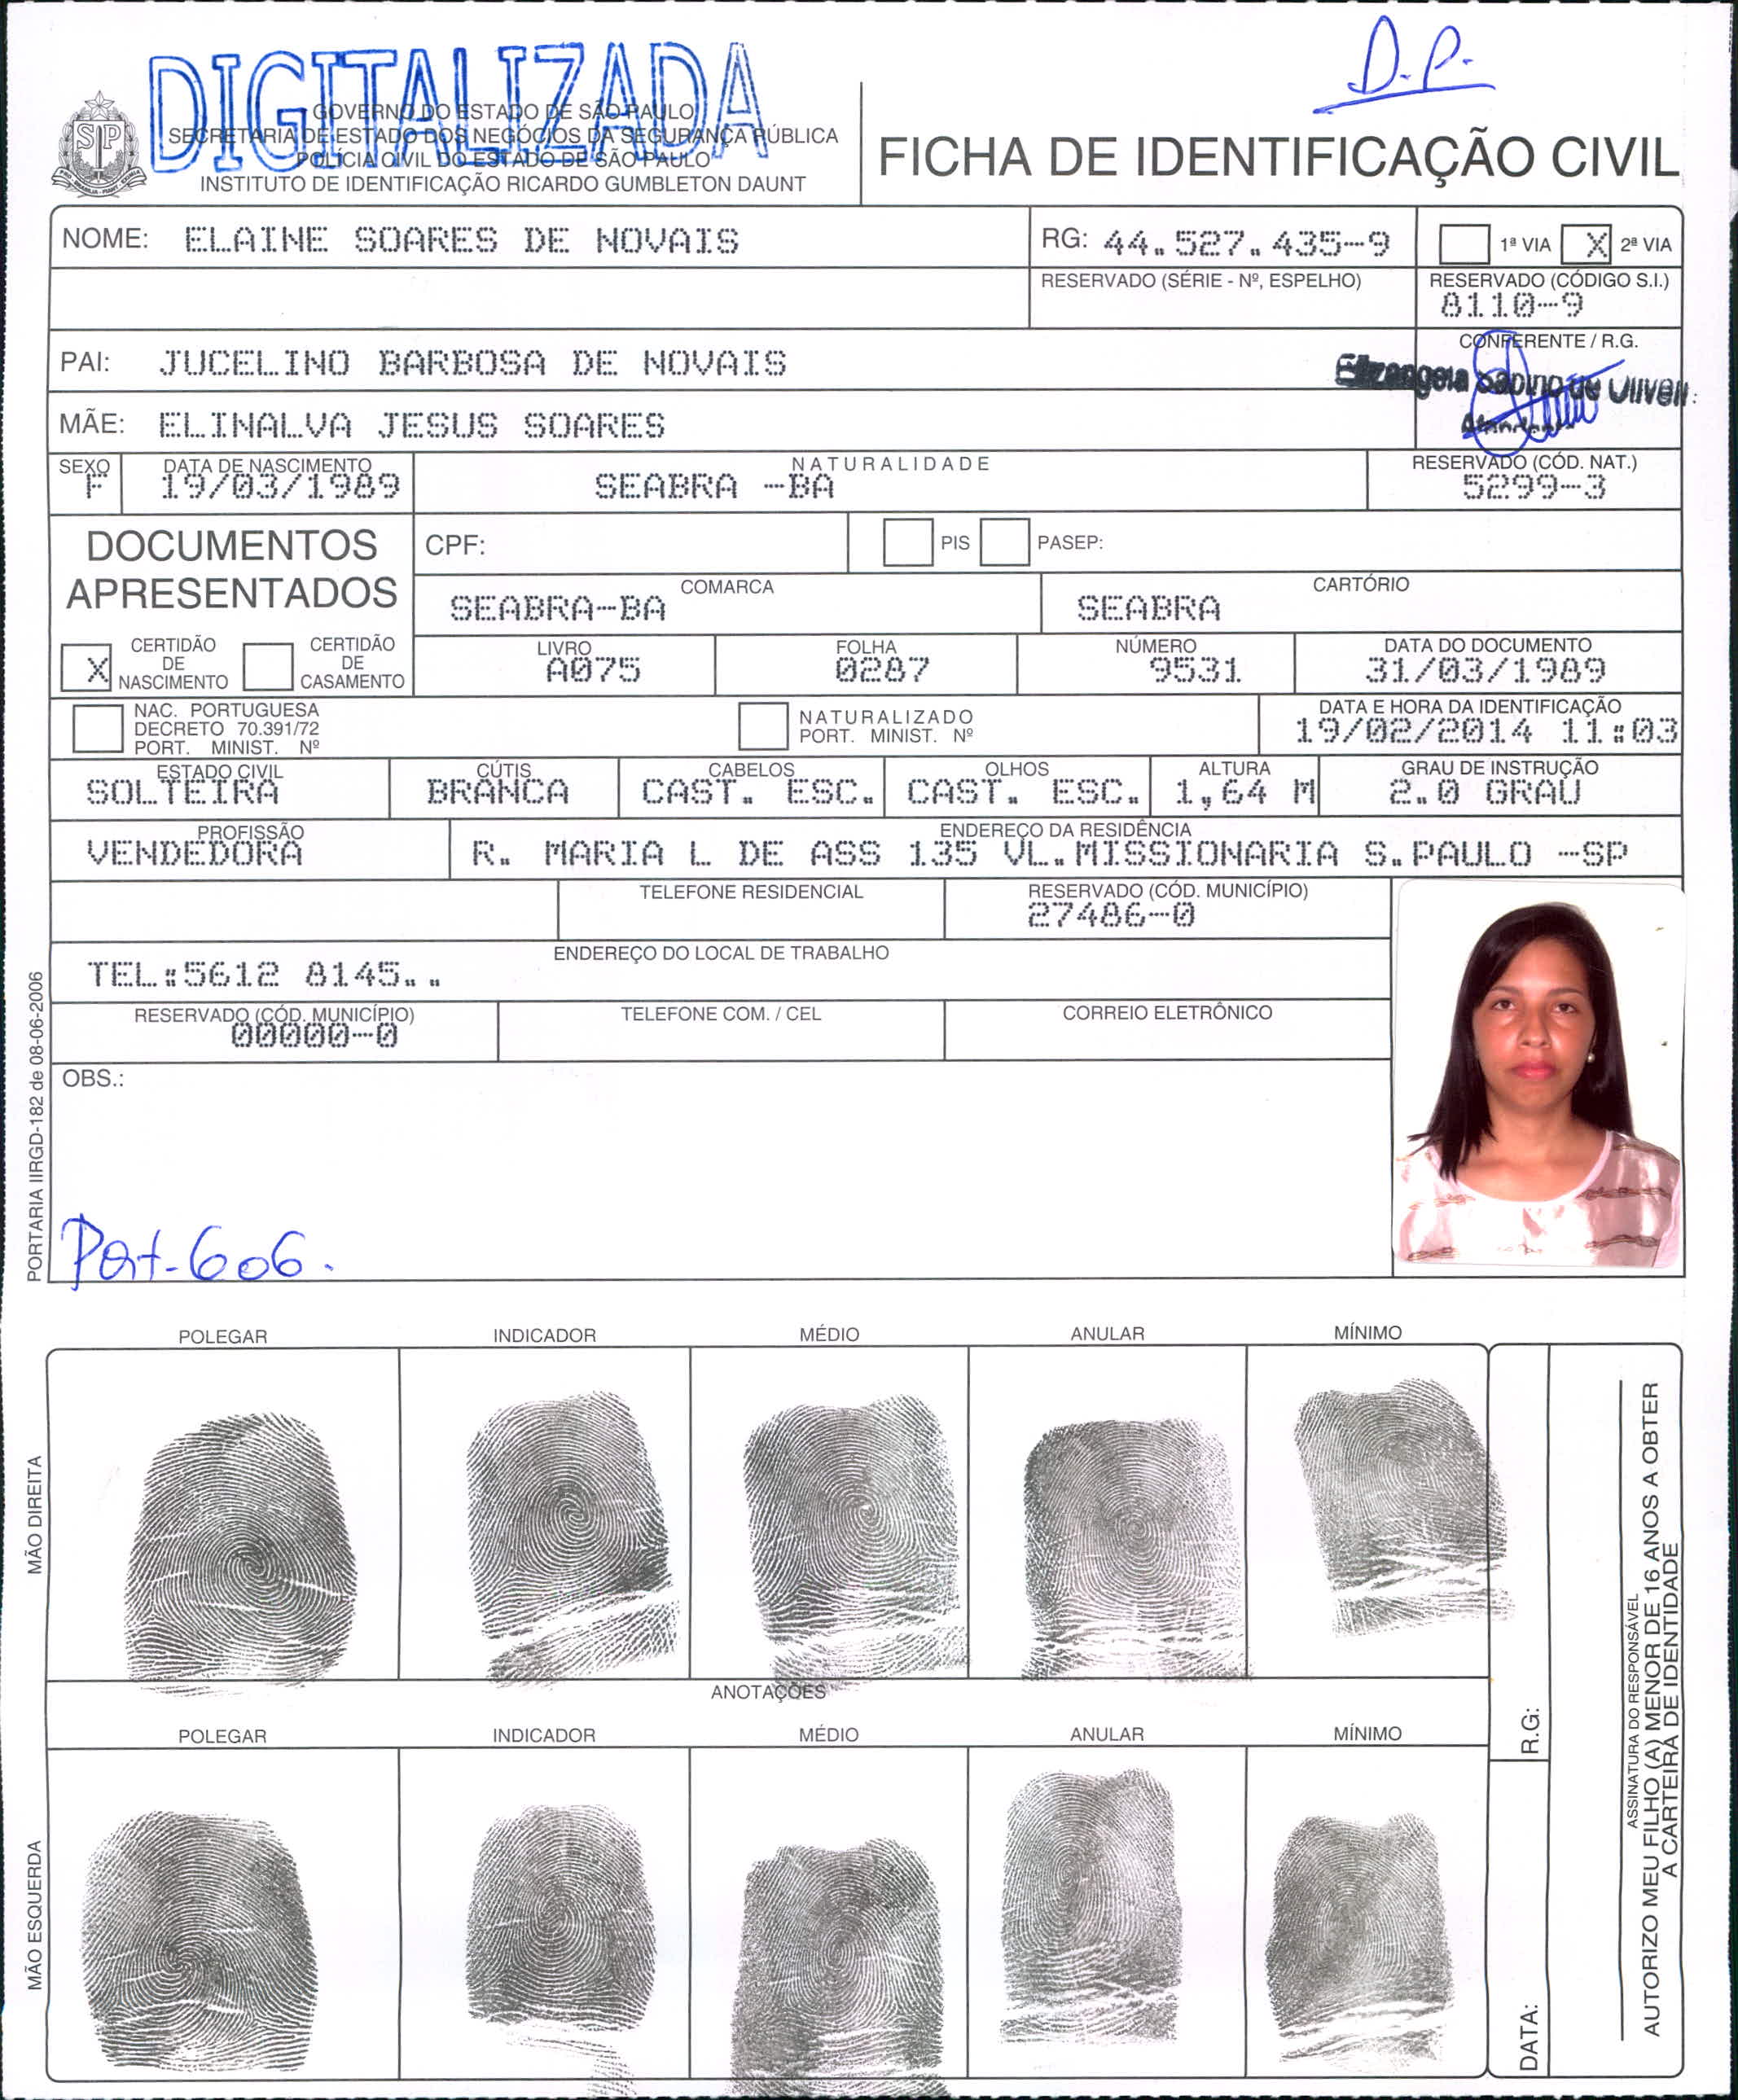 D.P.
DIGITALIZADA
GOVERNO DO ESTADO DE SÃO PAULO
SECRETARIA DE ESTADO DOS NEGÓCIOS DA SEGURANÇA PÚBLICA
POLÍCIA CIVIL DO ESTADO DE SÃO PAULO
INSTITUTO DE IDENTIFICAÇÃO RICARDO GUMBLETON DAUNT
FICHA DE IDENTIFICAÇÃO CIVIL
NOME: ELAINE SOARES DE NOVAIS
RG: 44.527.435-9
1ª VIA X 2ª VIA
RESERVADO (SÉRIE - Nº, ESPELHO)
RESERVADO (CÓDIGO S.I.)
8110-9
PAI: JUCELINO BARBOSA DE NOVAIS
CONFERENTE / R.G.
Elizangela Sabino de Oliveir
MÃE: ELINALVA JESUS SOARES
SEXO
F
DATA DE NASCIMENTO
19/03/1989
NATURALIDADE
SEABRA -BA
RESERVADO (CÓD. NAT.)
5299-3
DOCUMENTOS
APRESENTADOS
CPF:
PIS
PASEP:
COMARCA
SEABRA-BA
CARTÓRIO
SEABRA
X
CERTIDÃO
DE
NASCIMENTO
CERTIDÃO
DE
CASAMENTO
LIVRO
A075
FOLHA
0287
NÚMERO
9531
DATA DO DOCUMENTO
31/03/1989
NAC. PORTUGUESA
DECRETO 70.391/72
PORT. MINIST. Nº
NATURALIZADO
PORT. MINIST. Nº
DATA E HORA DA IDENTIFICAÇÃO
19/02/2014 11:03
ESTADO CIVIL
SOLTEIRA
CÚTIS
BRANCA
CABELOS
CAST. ESC.
OLHOS
CAST. ESC.
ALTURA
1,64 M
GRAU DE INSTRUÇÃO
2.0 GRAU
PROFISSÃO
VENDEDORA
ENDEREÇO DA RESIDÊNCIA
R. MARIA L DE ASS 135 VL.MISSIONARIA S.PAULO -SP
TELEFONE RESIDENCIAL
RESERVADO (CÓD. MUNICÍPIO)
27486-0
ENDEREÇO DO LOCAL DE TRABALHO
TEL:5612 8145..
RESERVADO (CÓD. MUNICÍPIO)
00000-0
TELEFONE COM. / CEL
CORREIO ELETRÔNICO
OBS.:
Port-606.
PORTARIA IIRGD-182 de 08-06-2006
POLEGAR INDICADOR MÉDIO ANULAR MÍNIMO
MÃO DIREITA
ANOTAÇÕES
POLEGAR INDICADOR MÉDIO ANULAR MÍNIMO
MÃO ESQUERDA
R.G:
DATA:
ASSINATURA DO RESPONSÁVEL
AUTORIZO MEU FILHO (A) MENOR DE 16 ANOS A OBTER
A CARTEIRA DE IDENTIDADE